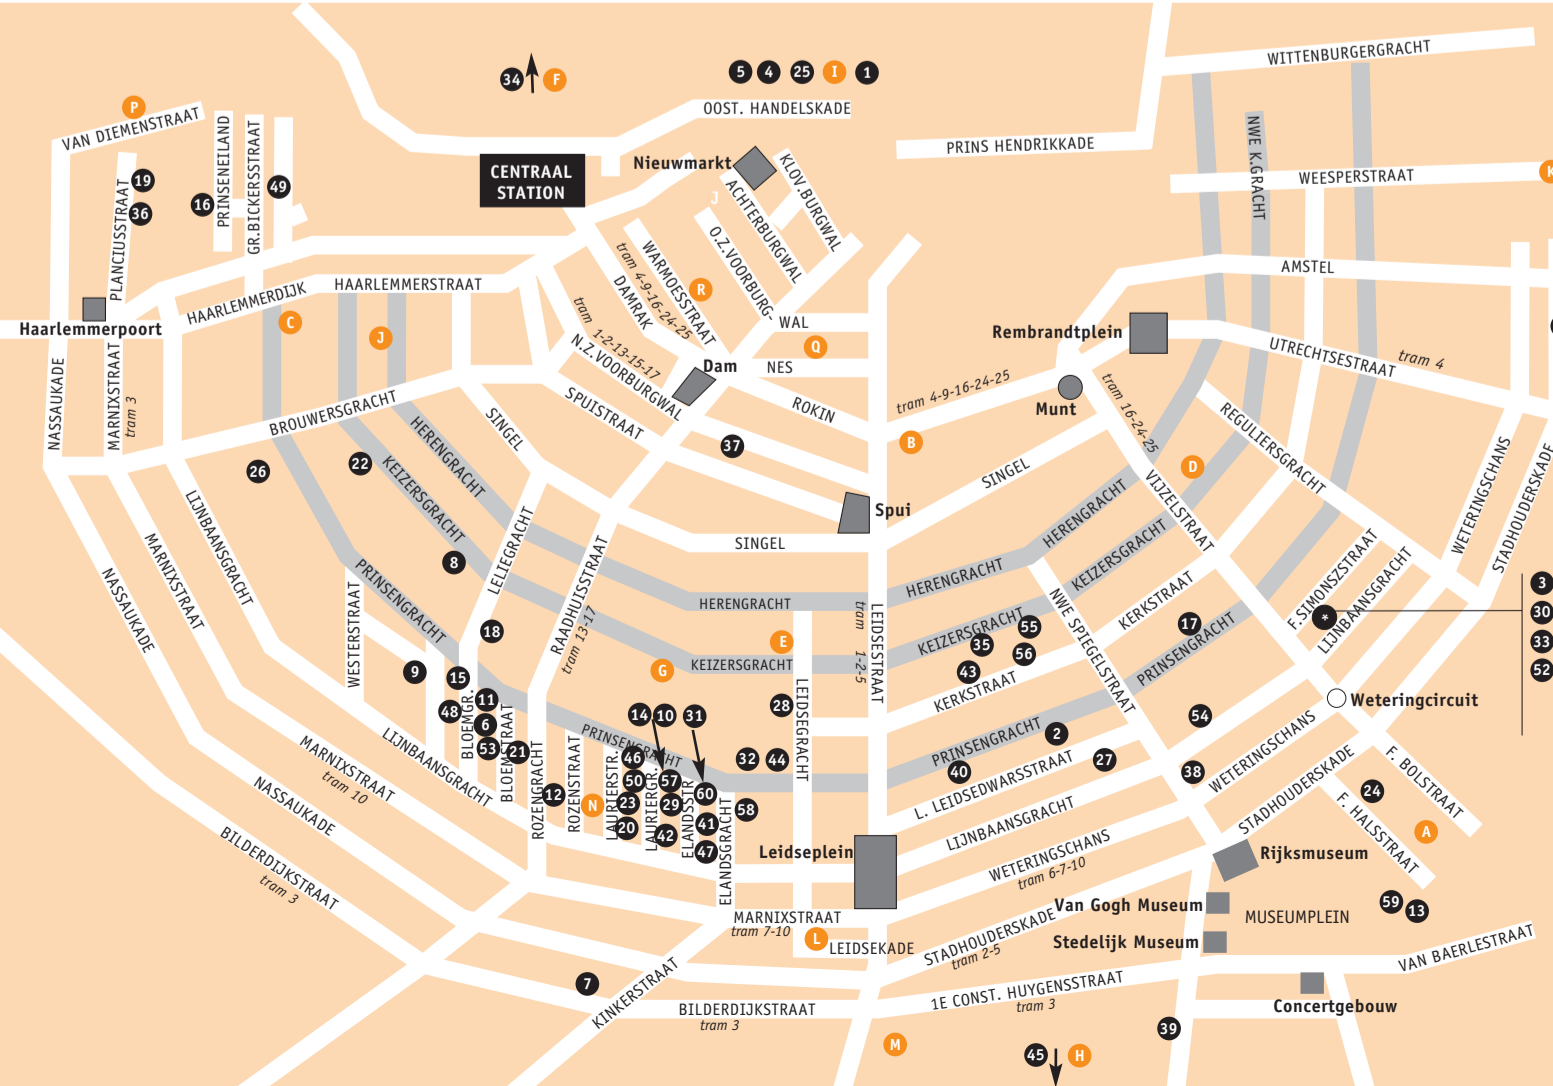 WITTENBURGERGRACHT
34
F
5
4
25
I
1
P
OOST. HANDELSKADE
VAN DIEMENSTRAAT
PRINS HENDRIKKADE
NWE K.GRACHT
CENTRAAL
STATION
Nieuwmarkt
KLOV.BURGWAL
WEESPERSTRAAT
K
19
36
PLANCIUSSTRAAT
16
PRINSENEILAND
GR.BICKERSSTRAAT
49
J
ACHTERBURGWAL
O.Z.VOORBURG-
WAL
WARMOESSTRAAT
tram 4-9-16-24-25
DAMRAK
R
AMSTEL
HAARLEMMERDIJK
HAARLEMMERSTRAAT
Haarlemmerpoort
C
J
tram 1-2-13-15-17
N.Z.VOORBURGWAL
Dam
Q
NES
Rembrandtplein
UTRECHTSESTRAAT
tram 4
NASSAUKADE
MARNIXSTRAAT
tram 3
BROUWERSGRACHT
SINGEL
SPUISTRAAT
ROKIN
tram 4-9-16-24-25
Munt
tram 16-24-25
REGULIERSGRACHT
HERENGRACHT
KEIZERSGRACHT
37
B
D
SINGEL
26
22
WETERINGSCHANS
STADHOUDERSKADE
VIJZELSTRAAT
Spui
LIJNBAANSGRACHT
MARNIXSTRAAT
NASSAUKADE
LELIEGRACHT
RAADHUISSTRAAT
tram 13-17
SINGEL
HERENGRACHT
KEIZERSGRACHT
8
PRINSENGRACHT
WESTERSTRAAT
HERENGRACHT
HERENGRACHT
tram 1-2-5
LEIDSESTRAAT
F.SIMONSZSTRAAT
LIJNBAANSGRACHT
*
3
30
33
52
18
E
KEIZERSGRACHT
KEIZERSGRACHT
55
35
56
43
NWE SPIEGELSTRAAT
KERKSTRAAT
17
PRINSENGRACHT
9
15
G
KERKSTRAAT
Weteringcircuit
48
11
6
53
21
BLOEMGR.
BLOEMSTRAAT
14
10
31
28
LEIDSEGRACHT
54
PRINSENGRACHT
PRINSENGRACHT
2
LIJNBAANSGRACHT
MARNIXSTRAAT
tram 10
NASSAUKADE
46
32
44
40
27
38
WETERINGSCHANS
STADHOUDERSKADE
F. BOLSTRAAT
ROZENGRACHT
12
ROZENSTRAAT
N
LAURIERSTR.
50
23
20
LAURIERGR.
57
29
42
ELANDSSTR.
60
41
47
58
ELANDSGRACHT
L. LEIDSEDWARSSTRAAT
24
F. HALSSTRAAT
A
BILDERDIJKSTRAAT
tram 3
Leidseplein
LIJNBAANSGRACHT
WETERINGSCHANS
tram 6-7-10
Rijksmuseum
Van Gogh Museum
MUSEUMPLEIN
59
13
MARNIXSTRAAT
tram 7-10
L
LEIDSEKADE
STADHOUDERSKADE
tram 2-5
Stedelijk Museum
VAN BAERLESTRAAT
7
KINKERSTRAAT
BILDERDIJKSTRAAT
tram 3
1E CONST. HUYGENSSTRAAT
tram 3
Concertgebouw
39
M
45
H